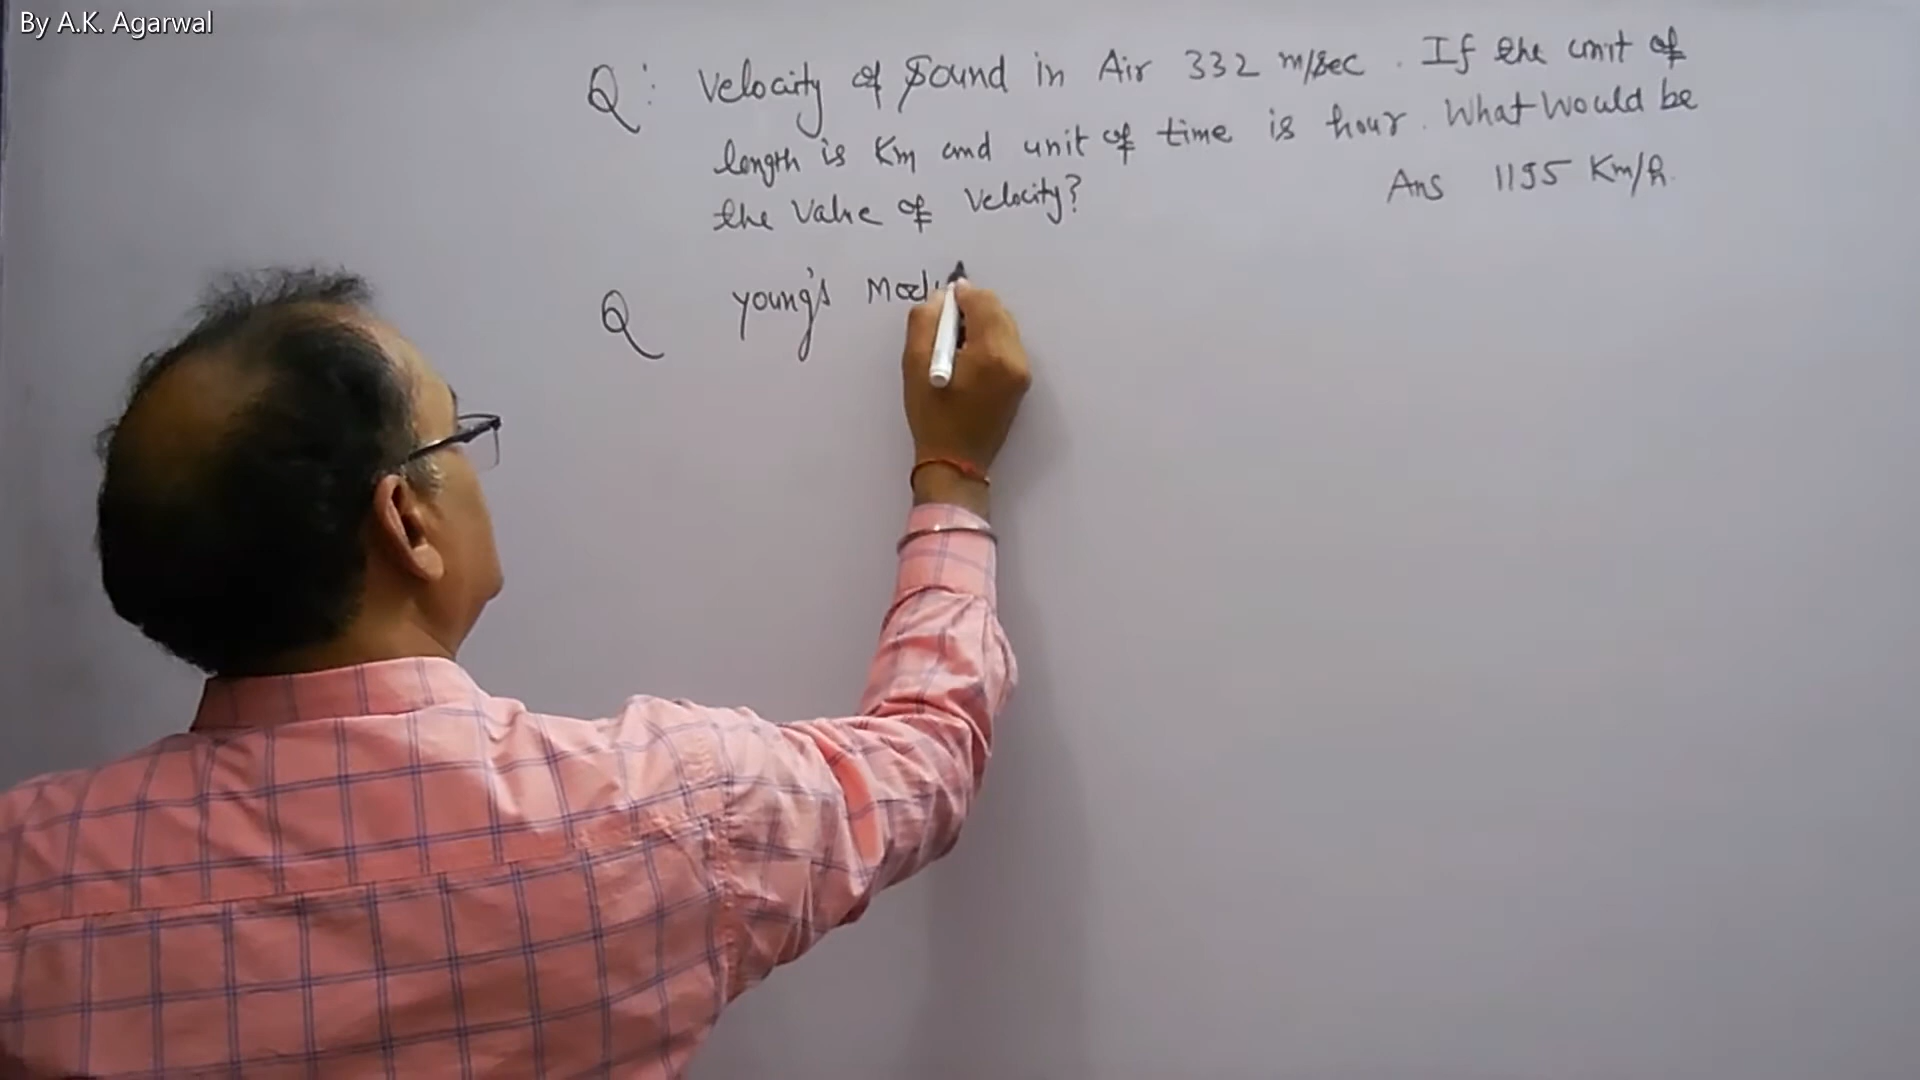 By A.K. Agarwal
Q: Velocity of Sound in Air 332 m/sec. If the unit of
length is Km and unit of time is hour. What Would be
the Value of Velocity?
Ans 1195 Km/h.
Q Young's Modu